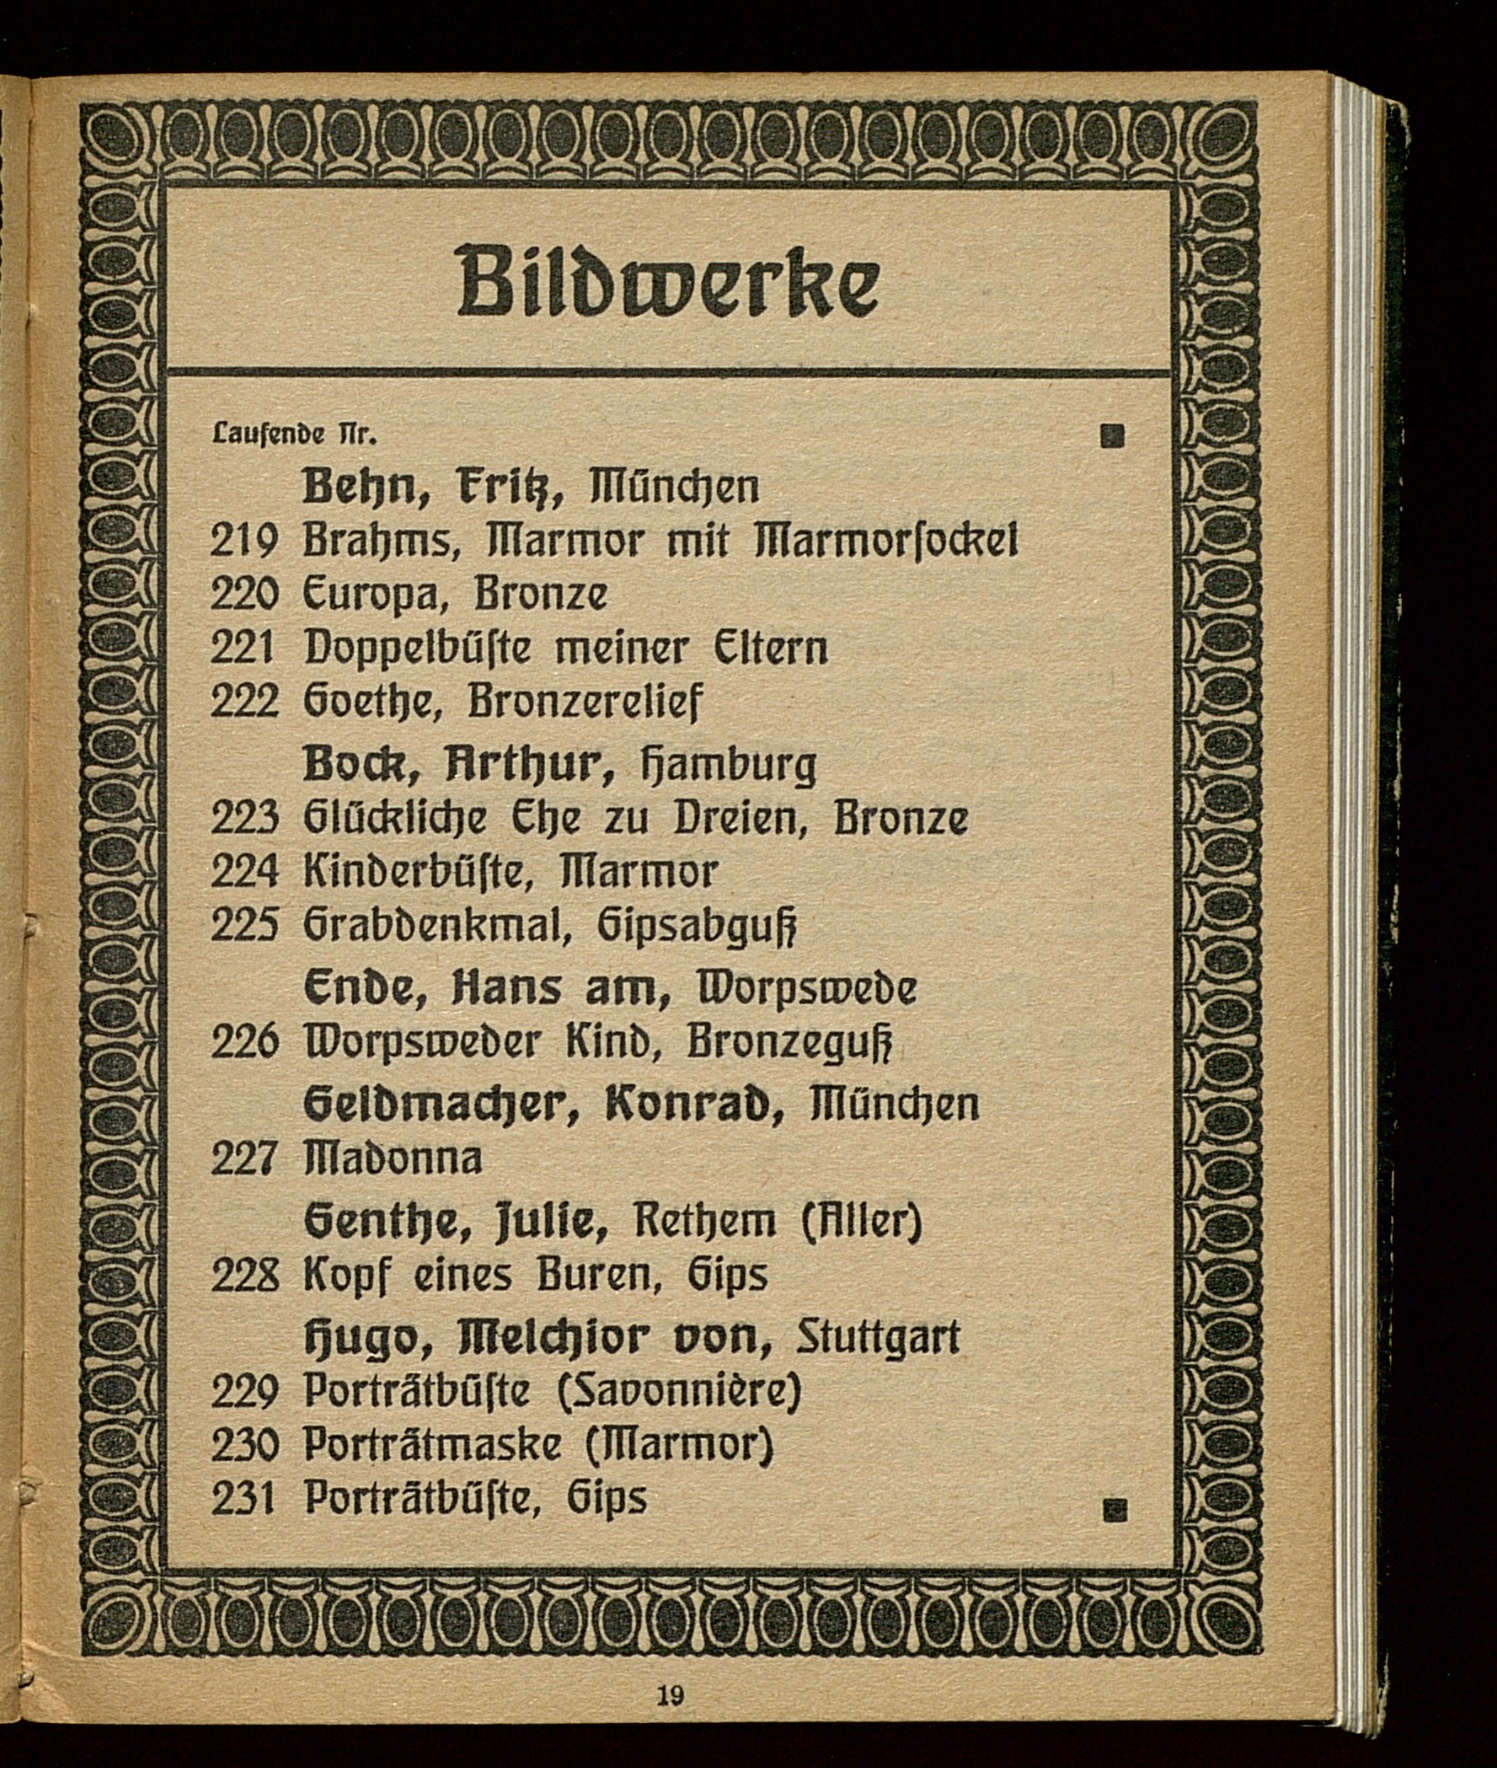 Bildwerke
Laufende Nr.
Behn, Fritz, München
219 Brahms, Marmor mit Marmorſockel
220 Europa, Bronze
221 Doppelbüſte meiner Eltern
222 Goethe, Bronzerelief
Bock, Arthur, Hamburg
223 Glückliche Ehe zu Dreien, Bronze
224 Kinderbüſte, Marmor
225 Grabdenkmal, Gipsabguß
Ende, Hans am, Worpswede
226 Worpsweder Kind, Bronzeguß
Geldmacher, Konrad, München
227 Madonna
Genthe, Julie, Rethem (Aller)
228 Kopf eines Buren, Gips
Hugo, Melchior von, Stuttgart
229 Porträtbüſte (Savonnière)
230 Porträtmaske (Marmor)
231 Porträtbüſte, Gips
19